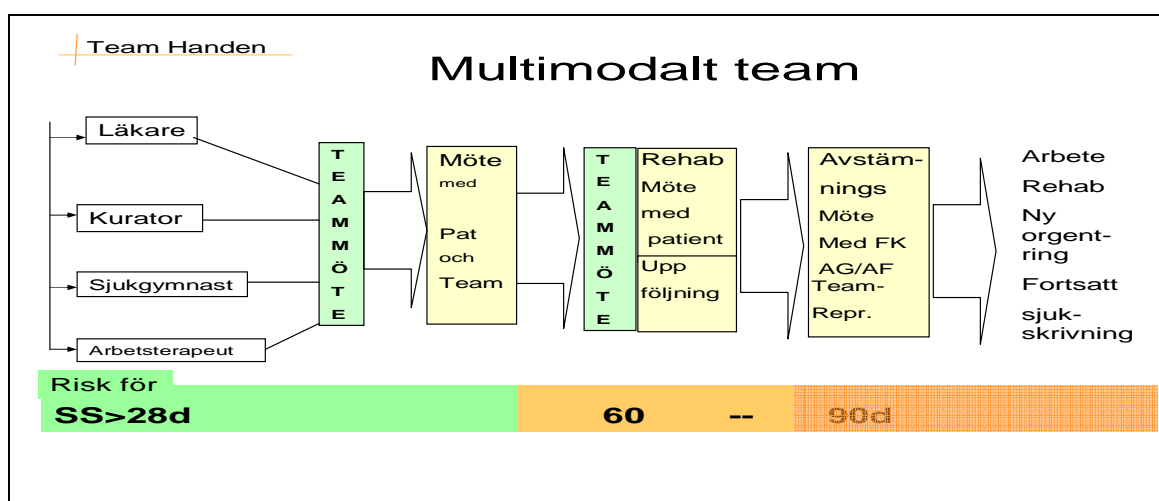 Team Handen
Multimodalt team
Läkare
Kurator
Sjukgymnast
Arbetsterapeut
TEAMMÖTE
Möte
med
Pat
och
Team
TEAMMÖTE
Rehab
Möte
med
patient
Upp
följning
Avstäm-
nings
Möte
Med FK
AG/AF
Team-
Repr.
Arbete
Rehab
Ny
orgent-
ring
Fortsatt
sjuk-
skrivning
Risk för
SS>28d
60 -- 90d